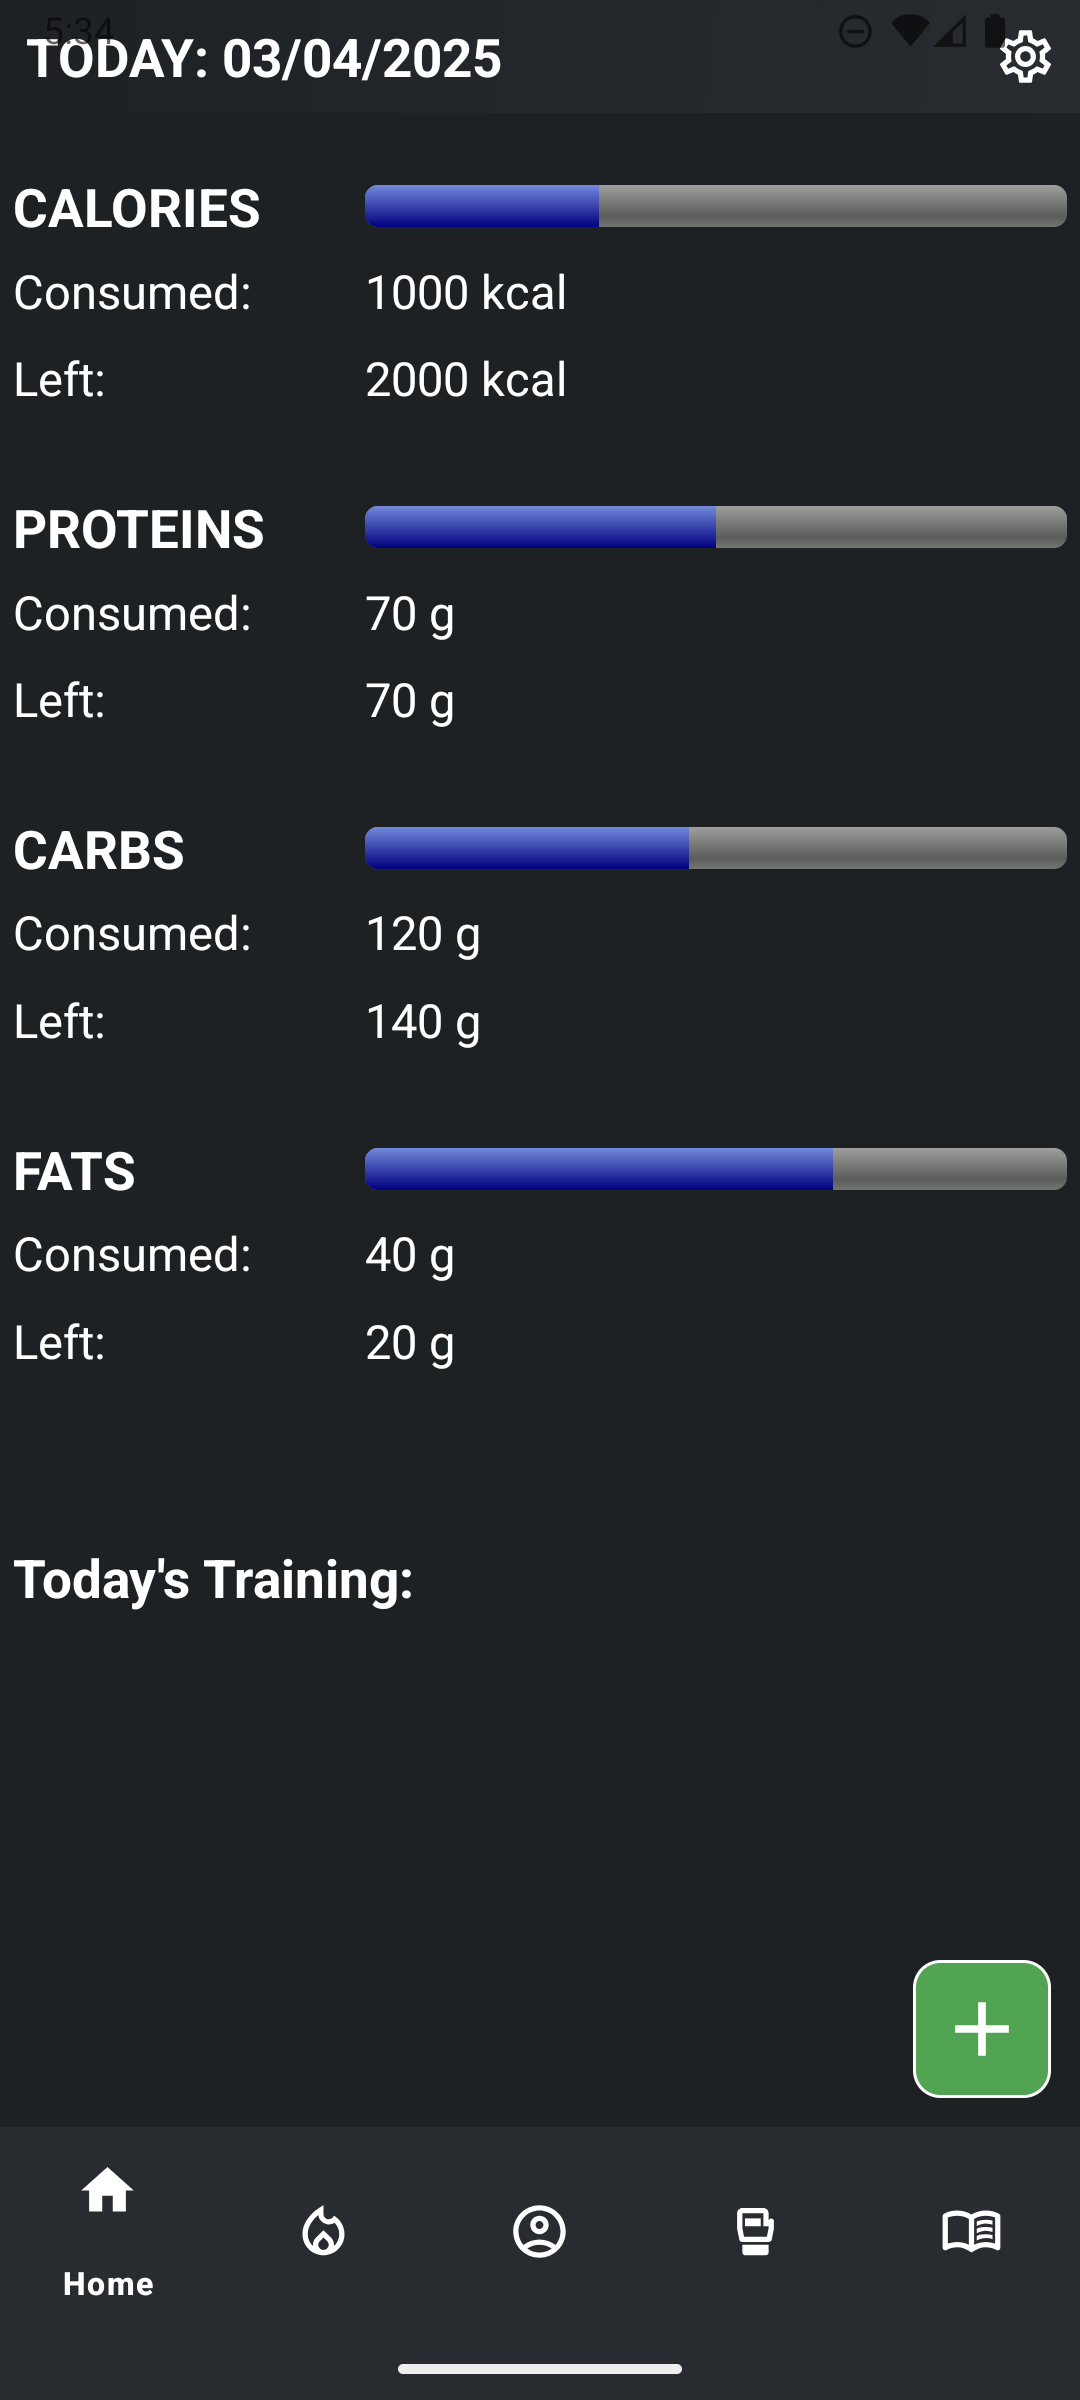 5:34
TODAY: 03/04/2025
CALORIES
Consumed: 1000 kcal
Left: 2000 kcal
PROTEINS
Consumed: 70 g
Left: 70 g
CARBS
Consumed: 120 g
Left: 140 g
FATS
Consumed: 40 g
Left: 20 g
Today's Training:
Home